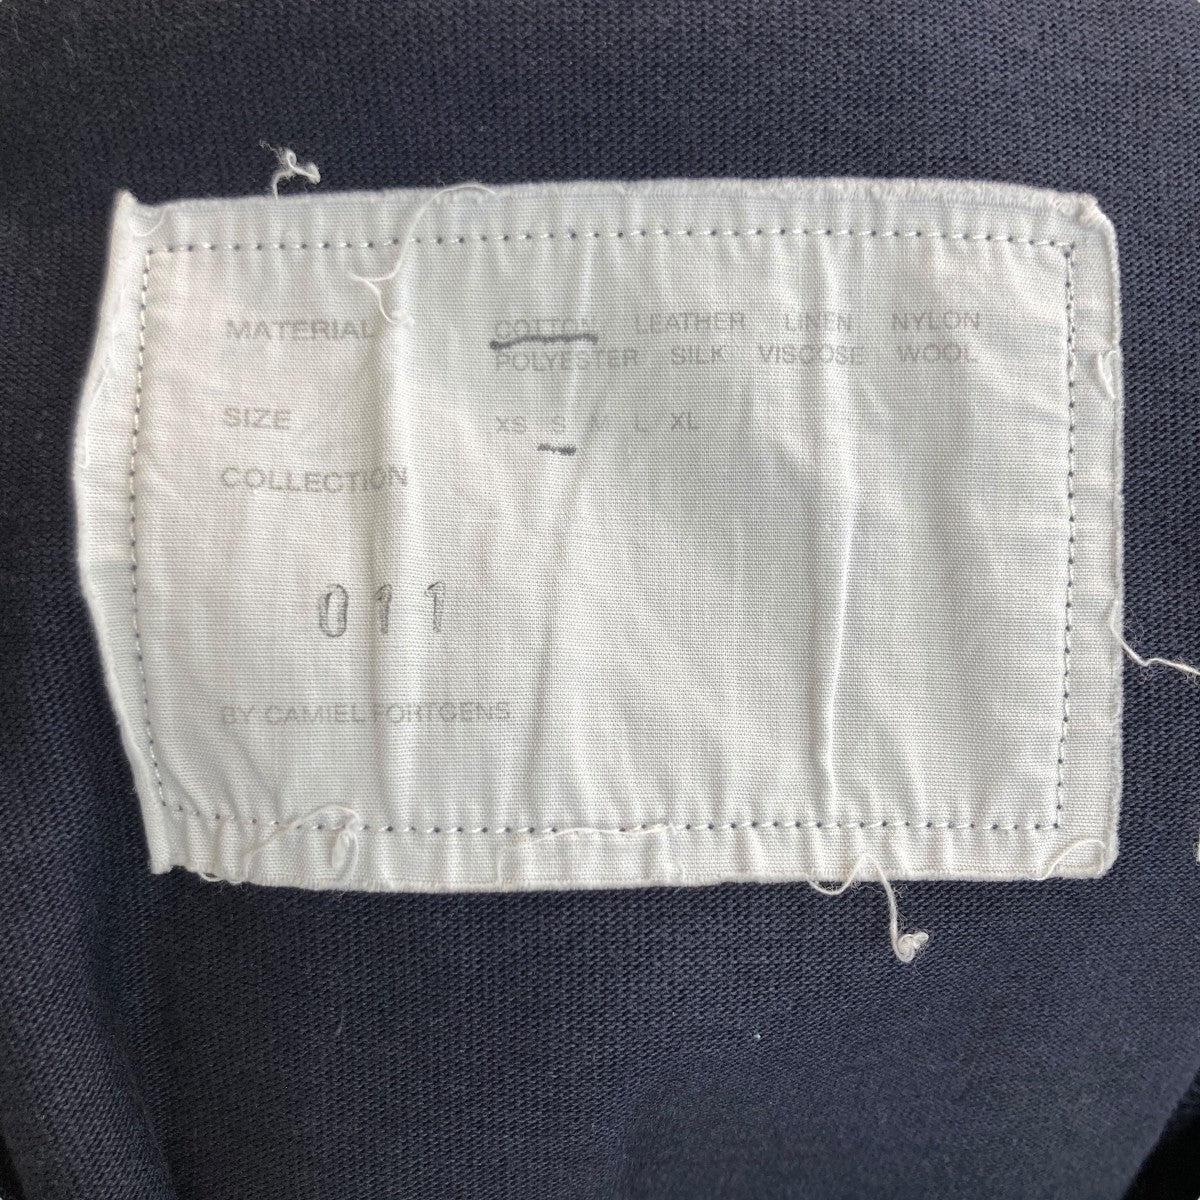 MATERIAL COTTON LEATHER LINEN NYLON
POLYESTER SILK VISCOSE WOOL
SIZE XS S M L XL
COLLECTION
011
BY CAMIEL FORTGENS